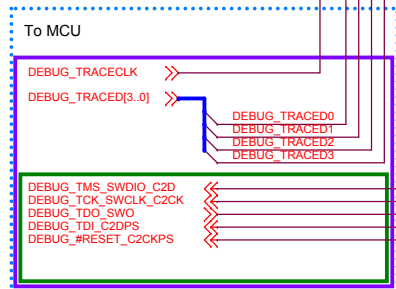 To MCU
DEBUG_TRACECLK
DEBUG_TRACED[3..0]
DEBUG_TRACED0
DEBUG_TRACED1
DEBUG_TRACED2
DEBUG_TRACED3
DEBUG_TMS_SWDIO_C2D
DEBUG_TCK_SWCLK_C2CK
DEBUG_TDO_SWO
DEBUG_TDI_C2DPS
DEBUG_#RESET_C2CKPS